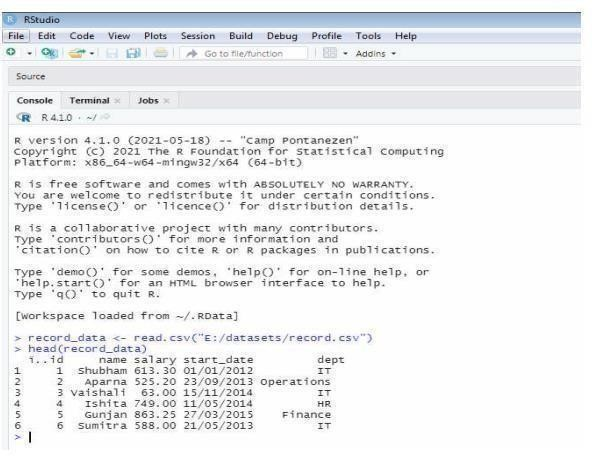 RStudio
File Edit Code View Plots Session Build Debug Profile Tools Help
Go to file/function Addins
Source
Console Terminal × Jobs ×
R 4.1.0 · ~/
R version 4.1.0 (2021-05-18) -- "Camp Pontanezen"
Copyright (C) 2021 The R Foundation for Statistical Computing
Platform: x86_64-w64-mingw32/x64 (64-bit)
R is free software and comes with ABSOLUTELY NO WARRANTY.
You are welcome to redistribute it under certain conditions.
Type 'license()' or 'licence()' for distribution details.
R is a collaborative project with many contributors.
Type 'contributors()' for more information and
'citation()' on how to cite R or R packages in publications.
Type 'demo()' for some demos, 'help()' for on-line help, or
'help.start()' for an HTML browser interface to help.
Type 'q()' to quit R.
[Workspace loaded from ~/.RData]
> record_data <- read.csv("E:/datasets/record.csv")
> head(record_data)
i..id name salary start_date dept
1 1 Shubham 613.30 01/01/2012 IT
2 2 Aparna 525.20 23/09/2013 Operations
3 3 Vaishali 63.00 15/11/2014 IT
4 4 Ishita 749.00 11/05/2014 HR
5 5 Gunjan 863.25 27/03/2015 Finance
6 6 Sumitra 588.00 21/05/2013 IT
>